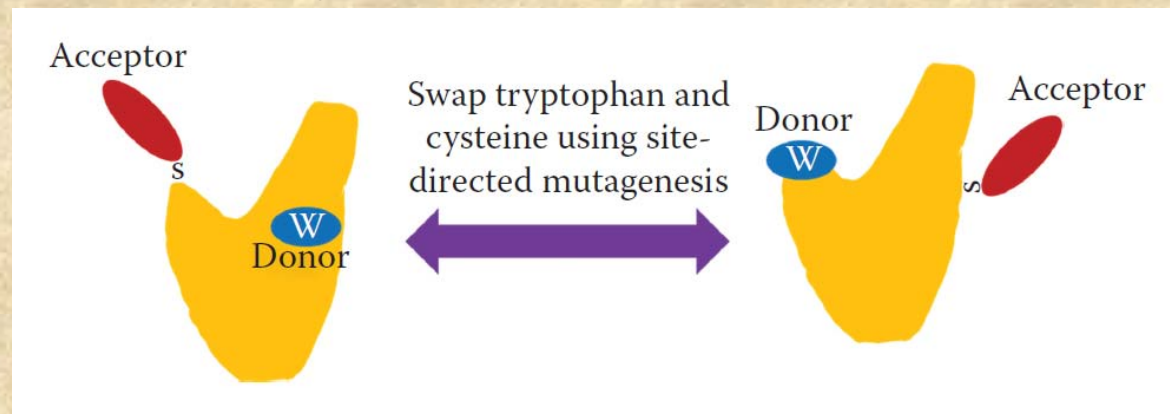 Acceptor
s
W
Donor
Swap tryptophan and
cysteine using site-
directed mutagenesis
Donor
W
Acceptor
s